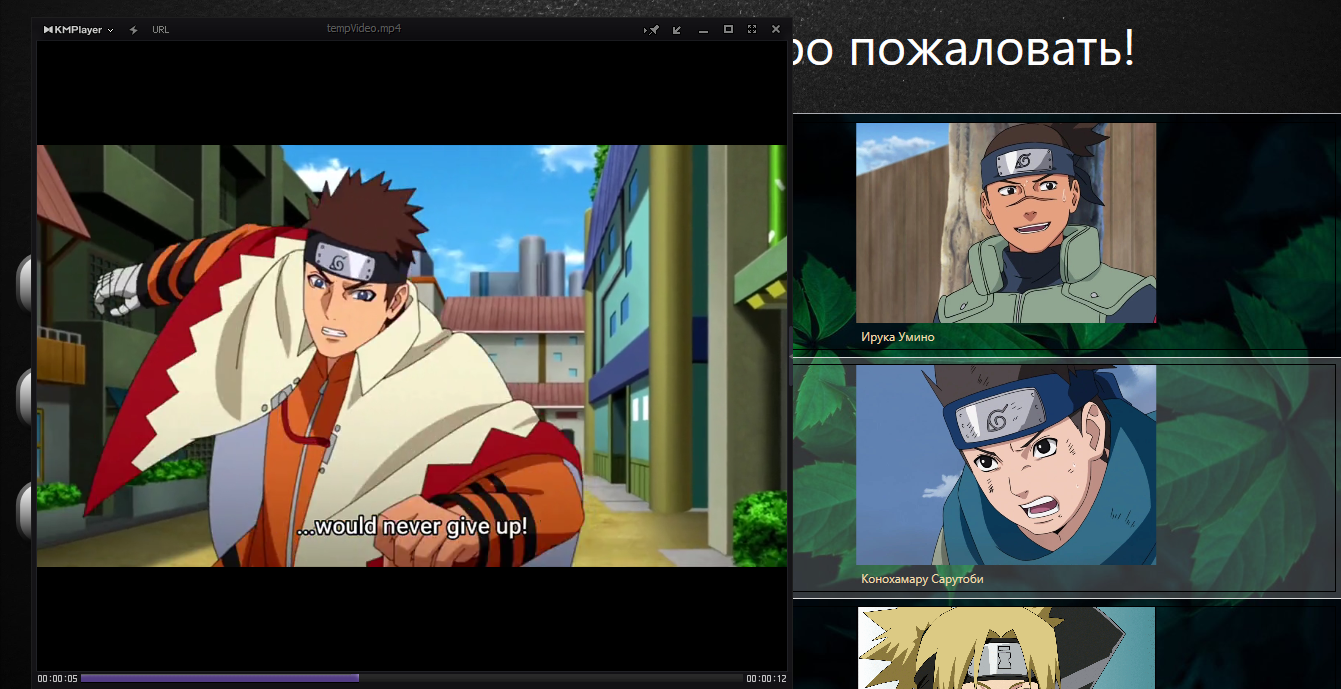 KMPlayer
URL
tempVideo.mp4
ро пожаловать!
...would never give up!
Ирука Умино
Конохамару Сарутоби
00:00:05
00:00:12